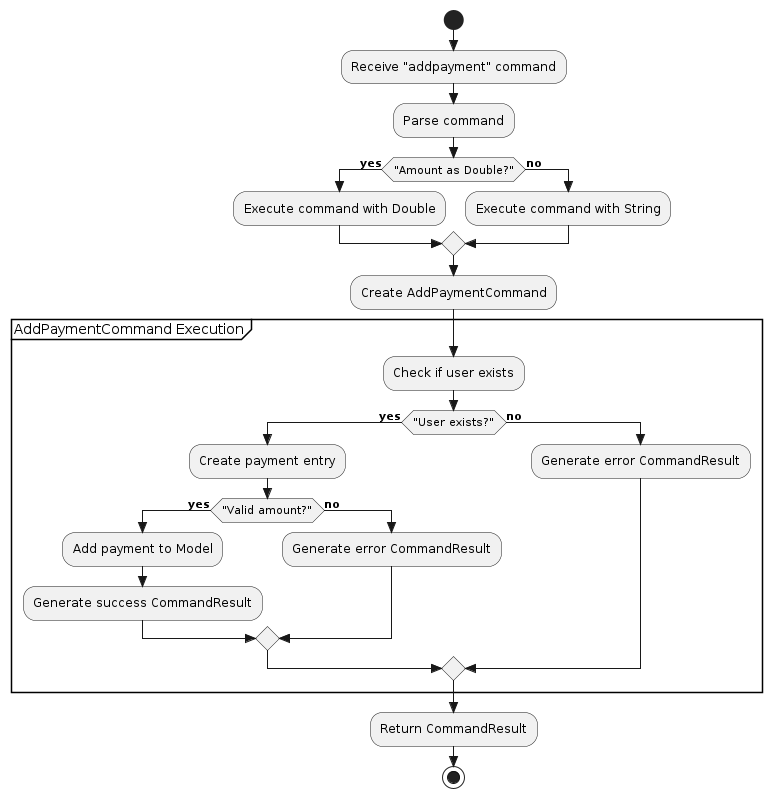 Receive "addpayment" command
Parse command
yes
"Amount as Double?"
no
Execute command with Double
Execute command with String
Create AddPaymentCommand
AddPaymentCommand Execution
Check if user exists
yes
"User exists?"
no
Create payment entry
Generate error CommandResult
yes
"Valid amount?"
no
Add payment to Model
Generate error CommandResult
Generate success CommandResult
Return CommandResult